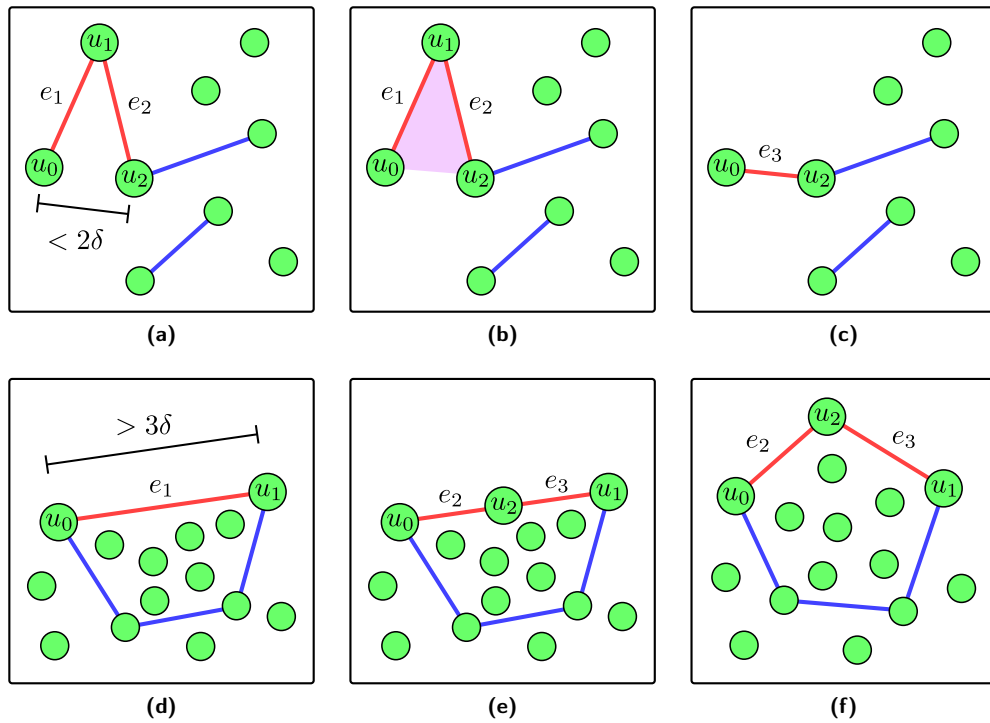 u₁
e₁
e₂
u₀
u₂
< 2δ
(a)
u₁
e₁
e₂
u₀
u₂
(b)
e₃
u₀
u₂
(c)
> 3δ
e₁
u₁
u₀
(d)
e₂
e₃
u₁
u₂
u₀
(e)
u₂
e₂
e₃
u₀
u₁
(f)